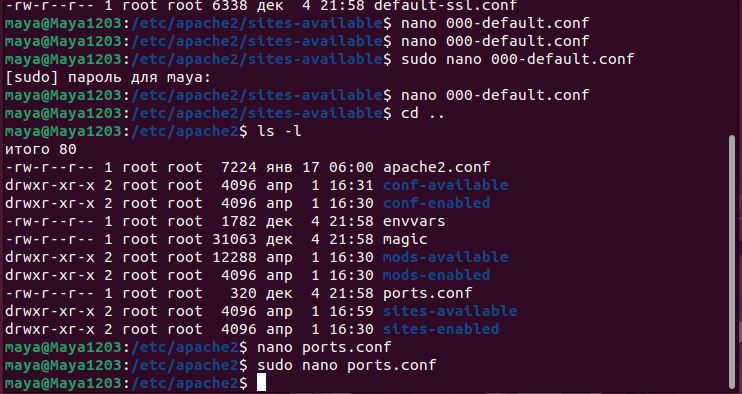 -rw-r--r-- 1 root root 6338 дек  4 21:58 default-ssl.conf
maya@Maya1203:/etc/apache2/sites-available$ nano 000-default.conf
maya@Maya1203:/etc/apache2/sites-available$ nano 000-default.conf
maya@Maya1203:/etc/apache2/sites-available$ sudo nano 000-default.conf
[sudo] пароль для maya:
maya@Maya1203:/etc/apache2/sites-available$ nano 000-default.conf
maya@Maya1203:/etc/apache2/sites-available$ cd ..
maya@Maya1203:/etc/apache2$ ls -l
итого 80
-rw-r--r-- 1 root root  7224 янв 17 06:00 apache2.conf
drwxr-xr-x 2 root root  4096 апр  1 16:31 conf-available
drwxr-xr-x 2 root root  4096 апр  1 16:30 conf-enabled
-rw-r--r-- 1 root root  1782 дек  4 21:58 envvars
-rw-r--r-- 1 root root 31063 дек  4 21:58 magic
drwxr-xr-x 2 root root 12288 апр  1 16:30 mods-available
drwxr-xr-x 2 root root  4096 апр  1 16:30 mods-enabled
-rw-r--r-- 1 root root   320 дек  4 21:58 ports.conf
drwxr-xr-x 2 root root  4096 апр  1 16:59 sites-available
drwxr-xr-x 2 root root  4096 апр  1 16:30 sites-enabled
maya@Maya1203:/etc/apache2$ nano ports.conf
maya@Maya1203:/etc/apache2$ sudo nano ports.conf
maya@Maya1203:/etc/apache2$